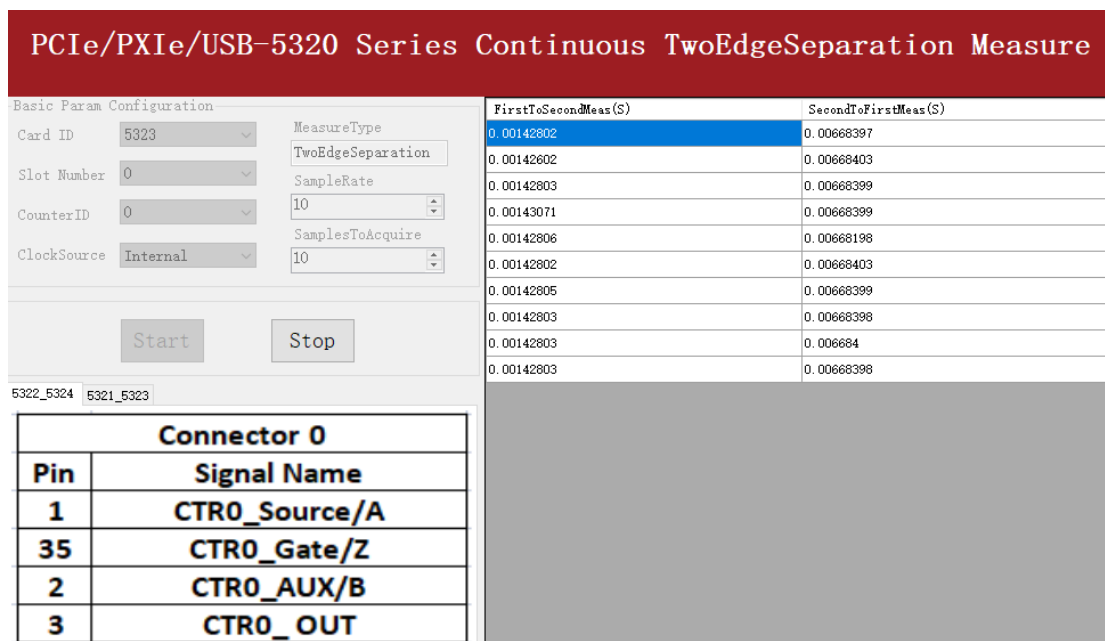 PCIe/PXIe/USB-5320 Series Continuous TwoEdgeSeparation Measure
Basic Param Configuration
Card ID 5323
Slot Number 0
CounterID 0
ClockSource Internal
MeasureType
TwoEdgeSeparation
SampleRate
10
SamplesToAcquire
10
Start Stop
FirstToSecondMeas(S) SecondToFirstMeas(S)
0.00142802 0.00668397
0.00142602 0.00668403
0.00142803 0.00668399
0.00143071 0.00668399
0.00142806 0.00668198
0.00142802 0.00668403
0.00142805 0.00668399
0.00142803 0.00668398
0.00142803 0.006684
0.00142803 0.00668398
5322_5324 5321_5323
Connector 0
Pin Signal Name
1 CTR0_Source/A
35 CTR0_Gate/Z
2 CTR0_AUX/B
3 CTR0_ OUT